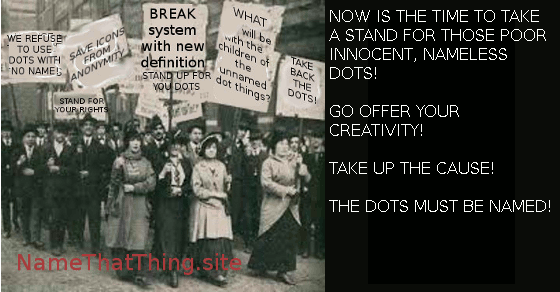 WE REFUSE
TO USE
DOTS WITH
NO NAME!
SAVE ICONS
FROM
ANONYMITY!
STAND FOR
YOUR RIGHTS
BREAK
system
with new
definition
STAND UP FOR
YOU DOTS
WHAT
will be
with the
children of
the
unnamed
dot things?
TAKE
BACK
THE
DOTS!
NameThatThing.site
NOW IS THE TIME TO TAKE
A STAND FOR THOSE POOR
INNOCENT, NAMELESS
DOTS!
GO OFFER YOUR
CREATIVITY!
TAKE UP THE CAUSE!
THE DOTS MUST BE NAMED!